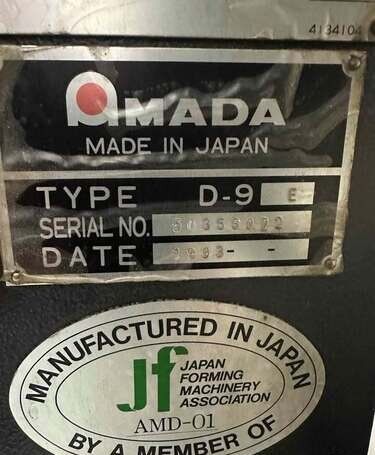 4134104
AMADA
MADE IN JAPAN
TYPE D-9 E
SERIAL NO.
DATE
MANUFACTURED IN JAPAN
Jf JAPAN
FORMING
MACHINERY
ASSOCIATION
AMD-01
BY A MEMBER OF